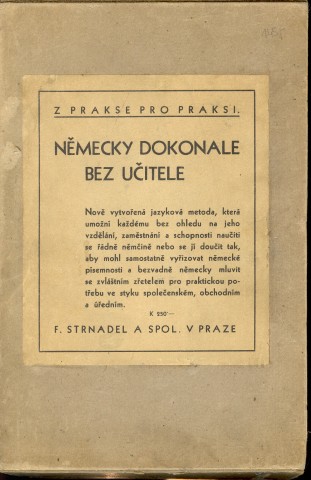 Z PRAKSE PRO PRAKSI.
NĚMECKY DOKONALE
BEZ UČITELE
Nově vytvořená jazyková metoda, která
umožní každému bez ohledu na jeho
vzdělání, zaměstnání a schopnosti naučiti
se řádně němčině nebo se jí doučit tak,
aby mohl samostatně vyřizovat německé
písemnosti a bezvadně německy mluvit
se zvláštním zřetelem pro praktickou po-
třebu ve styku společenském, obchodním
a úředním.
K 250'—
F. STRNADEL A SPOL. V PRAZE